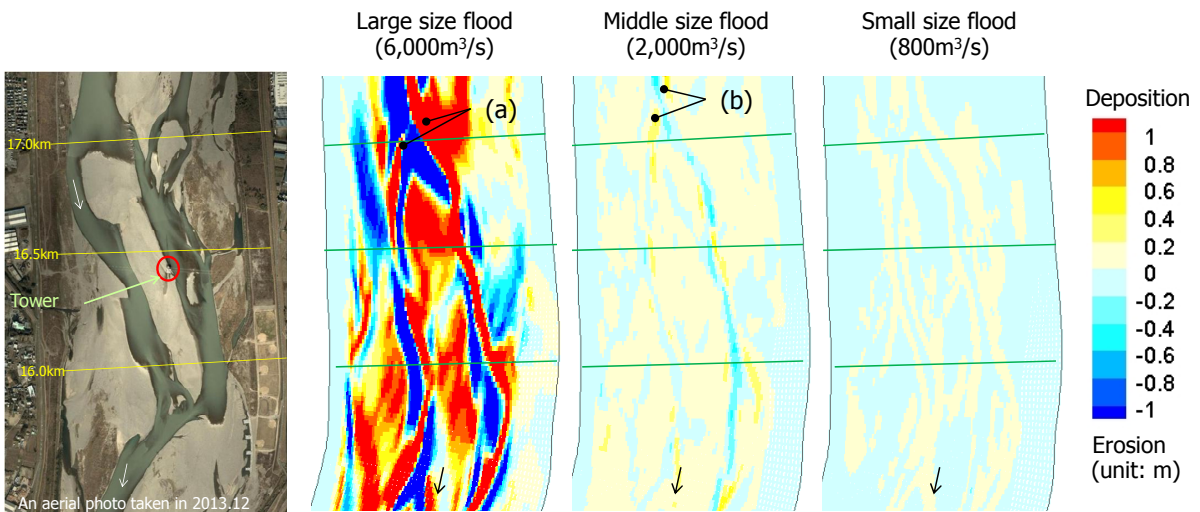 Large size flood
(6,000m³/s)
Middle size flood
(2,000m³/s)
Small size flood
(800m³/s)
17.0km
16.5km
Tower
16.0km
An aerial photo taken in 2013.12
(a)
(b)
Deposition
1
0.8
0.6
0.4
0.2
0
-0.2
-0.4
-0.6
-0.8
-1
Erosion
(unit: m)